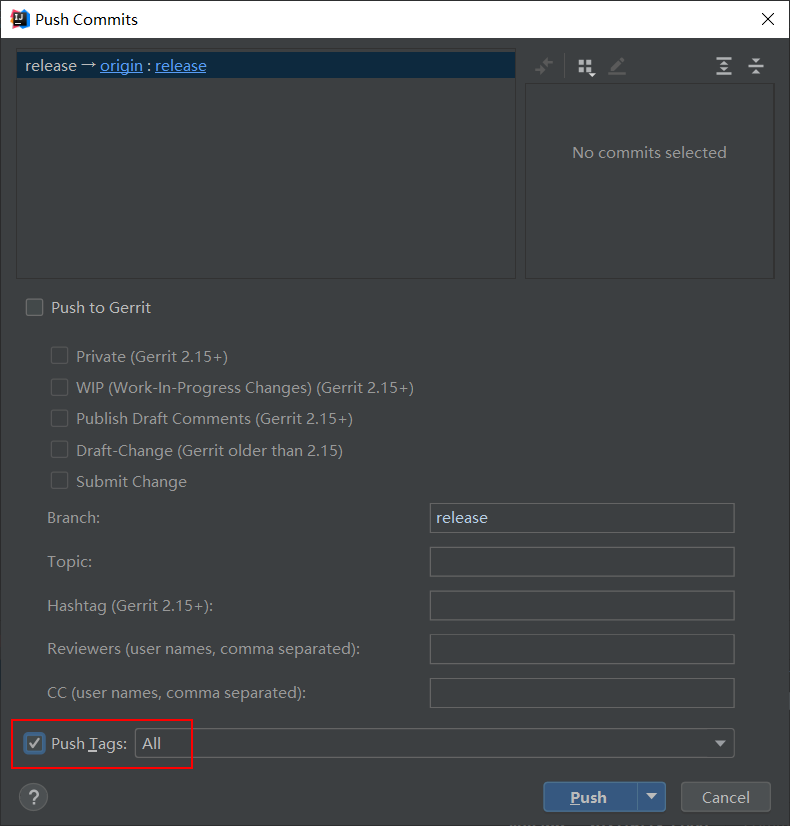 Push Commits
release → origin : release
No commits selected
Push to Gerrit
Private (Gerrit 2.15+)
WIP (Work-In-Progress Changes) (Gerrit 2.15+)
Publish Draft Comments (Gerrit 2.15+)
Draft-Change (Gerrit older than 2.15)
Submit Change
Branch: release
Topic:
Hashtag (Gerrit 2.15+):
Reviewers (user names, comma separated):
CC (user names, comma separated):
Push Tags: All
? Push Cancel